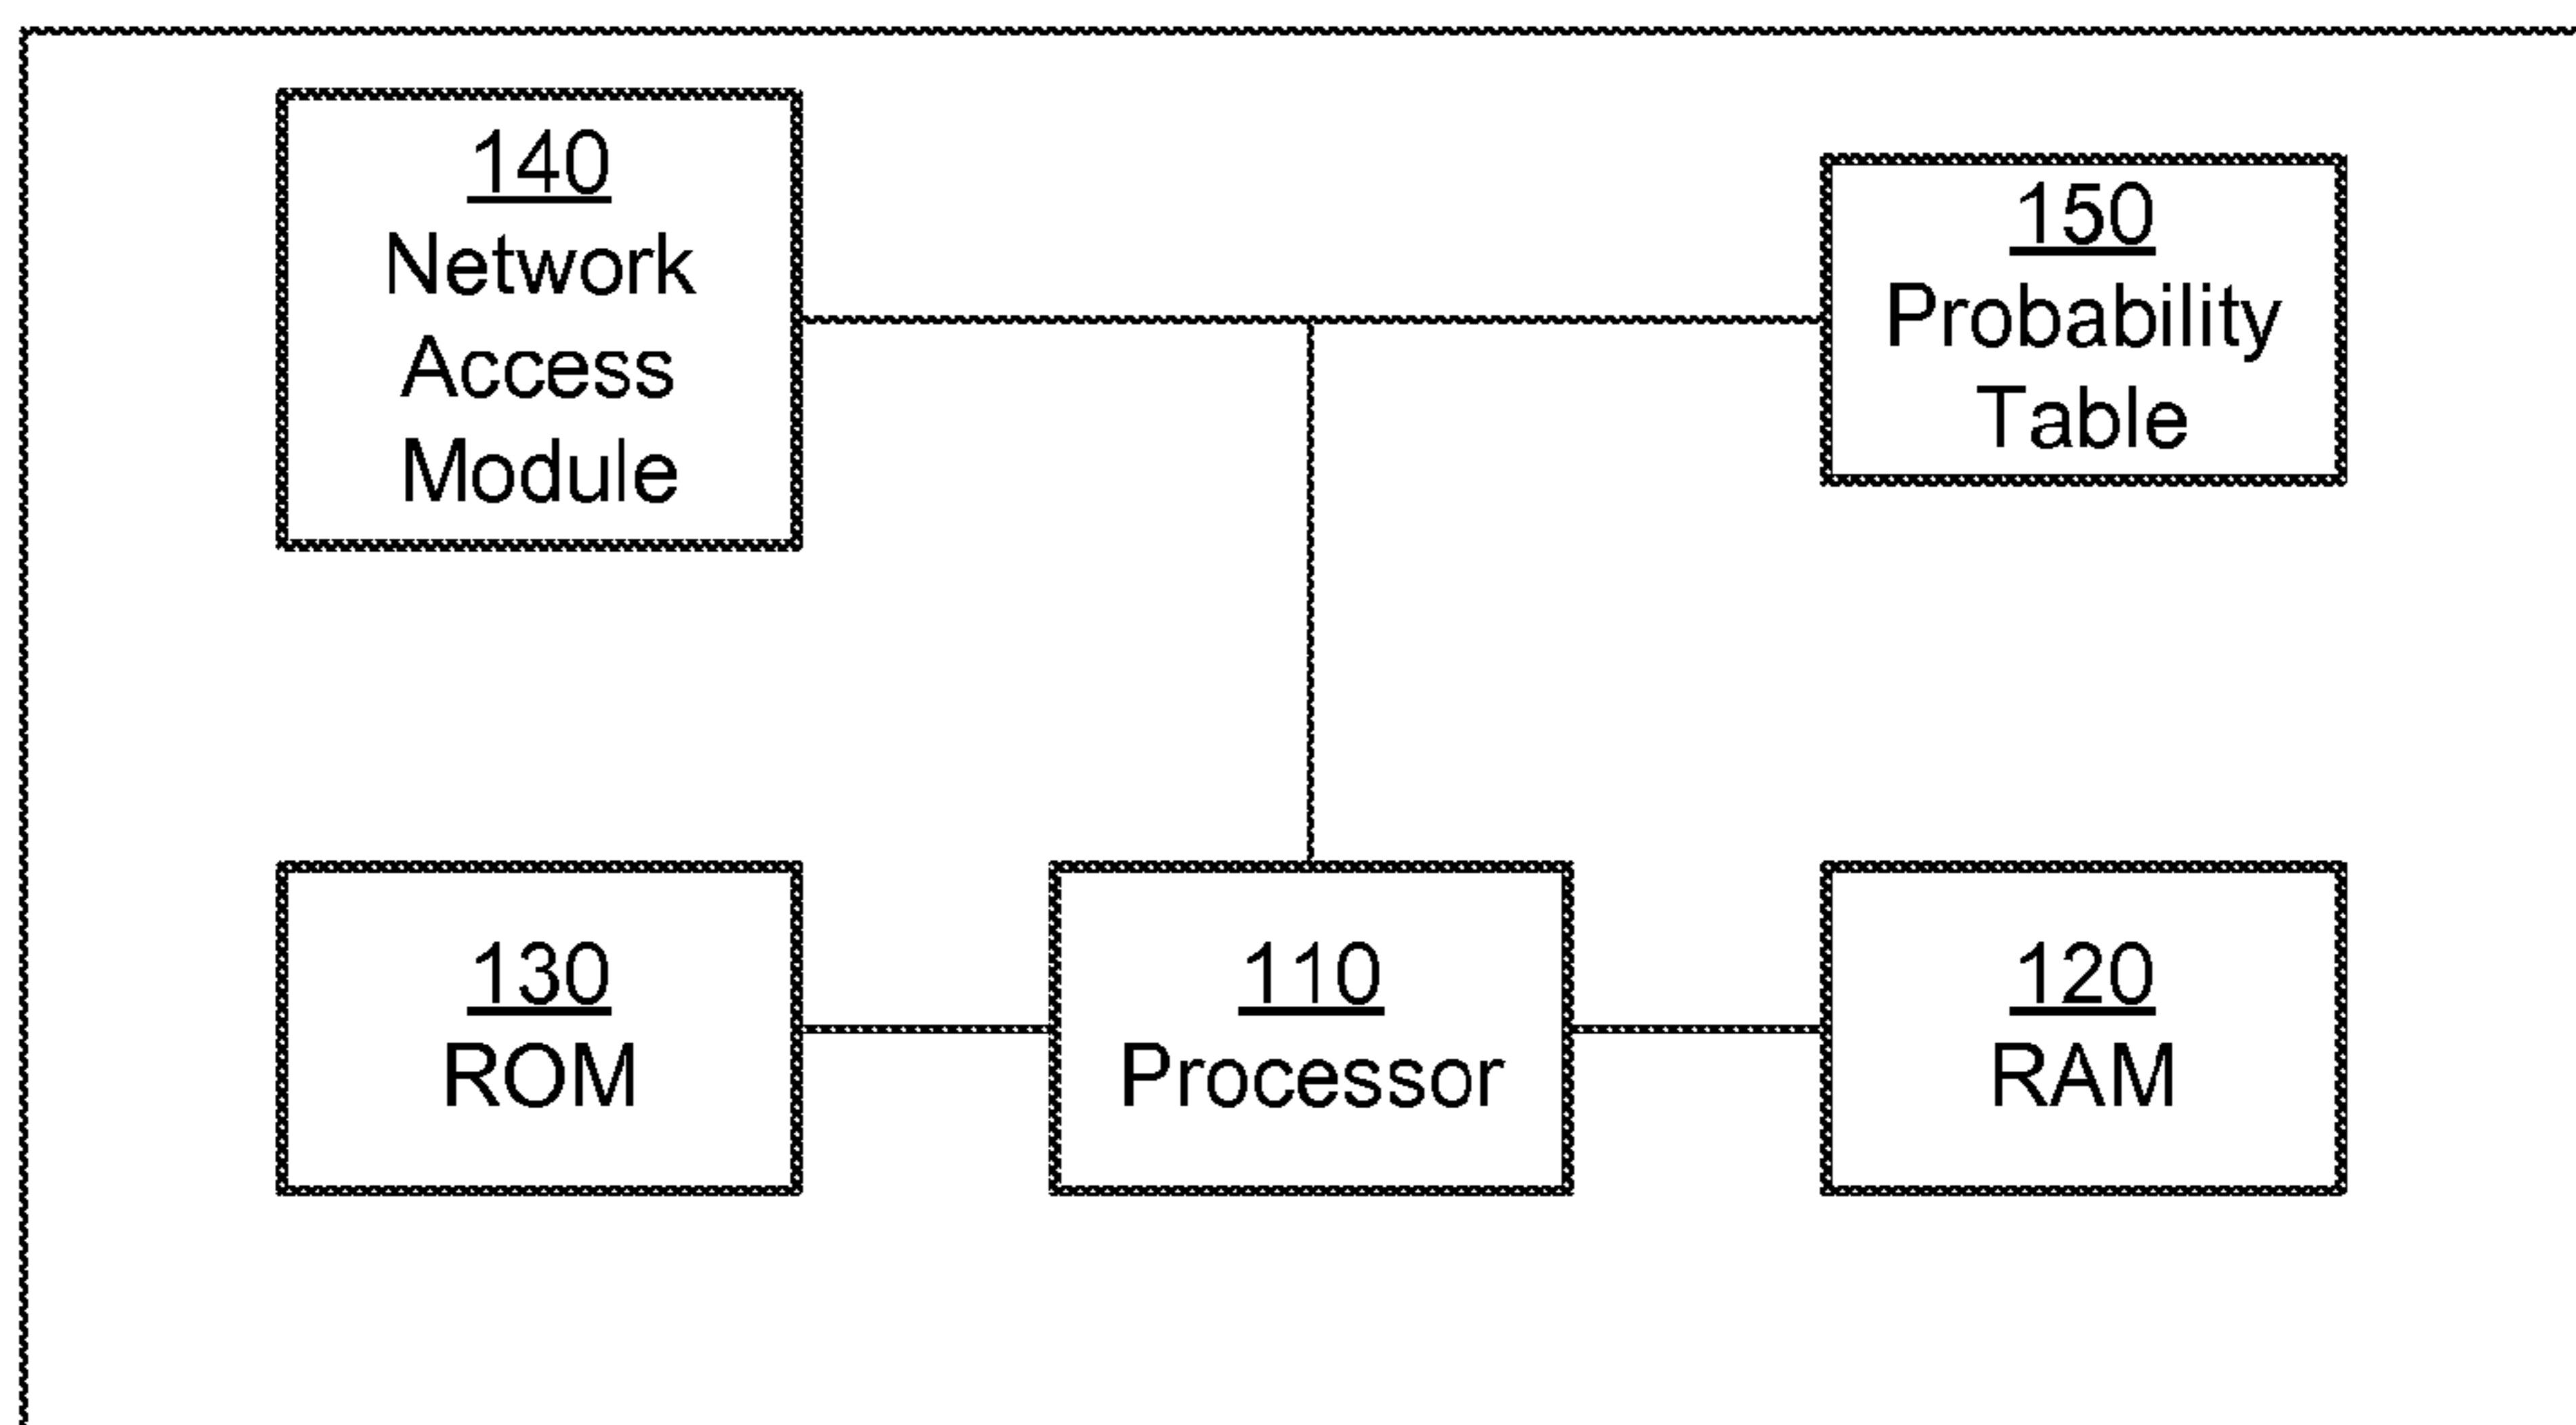 140
Network
Access
Module
150
Probability
Table
130
ROM
110
Processor
120
RAM